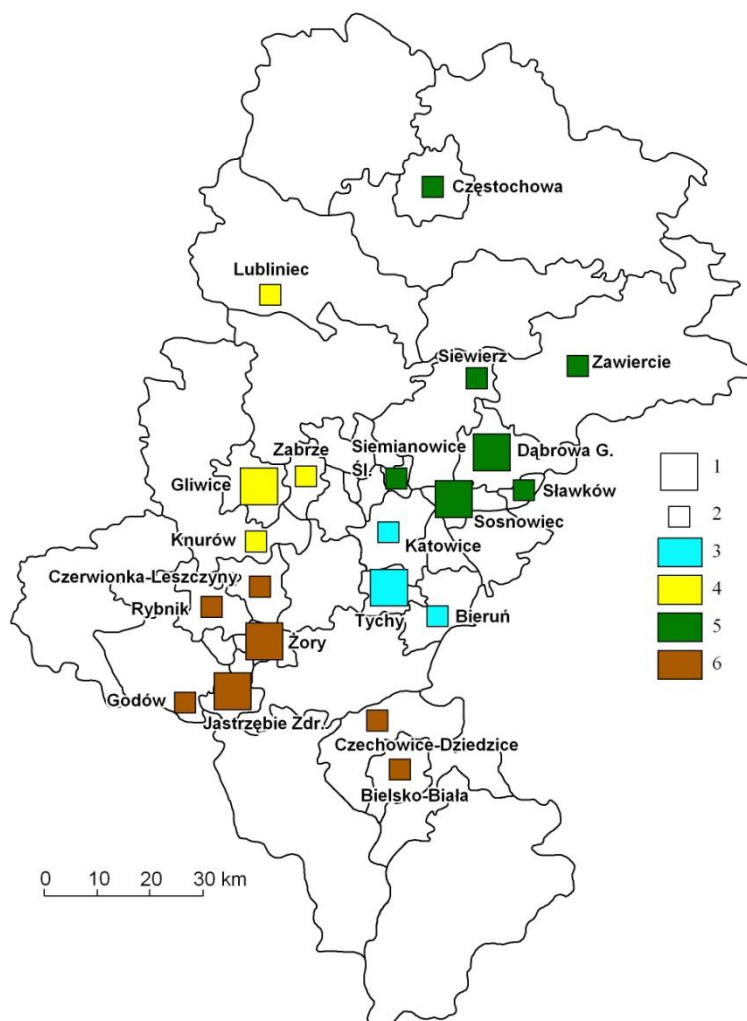 Częstochowa
Lubliniec
Siewierz
Zawiercie
Zabrze
Siemianowice
Śl.
Dąbrowa G.
Gliwice
Sławków
Sosnowiec
Knurów
Katowice
Czerwionka-Leszczyny
Rybnik
Tychy
Bieruń
Żory
Godów
Jastrzębie Zdr.
Czechowice-Dziedzice
Bielsko-Biała
1
2
3
4
5
6
0 10 20 30 km